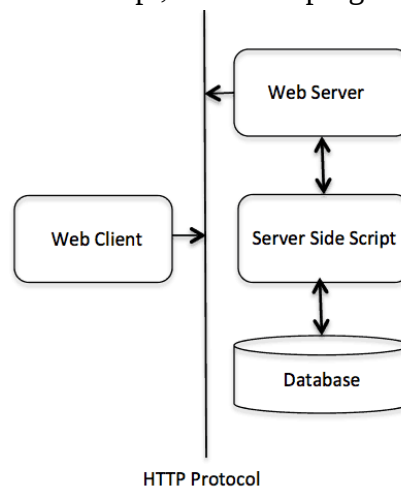 Web Server
Web Client
Server Side Script
Database
HTTP Protocol